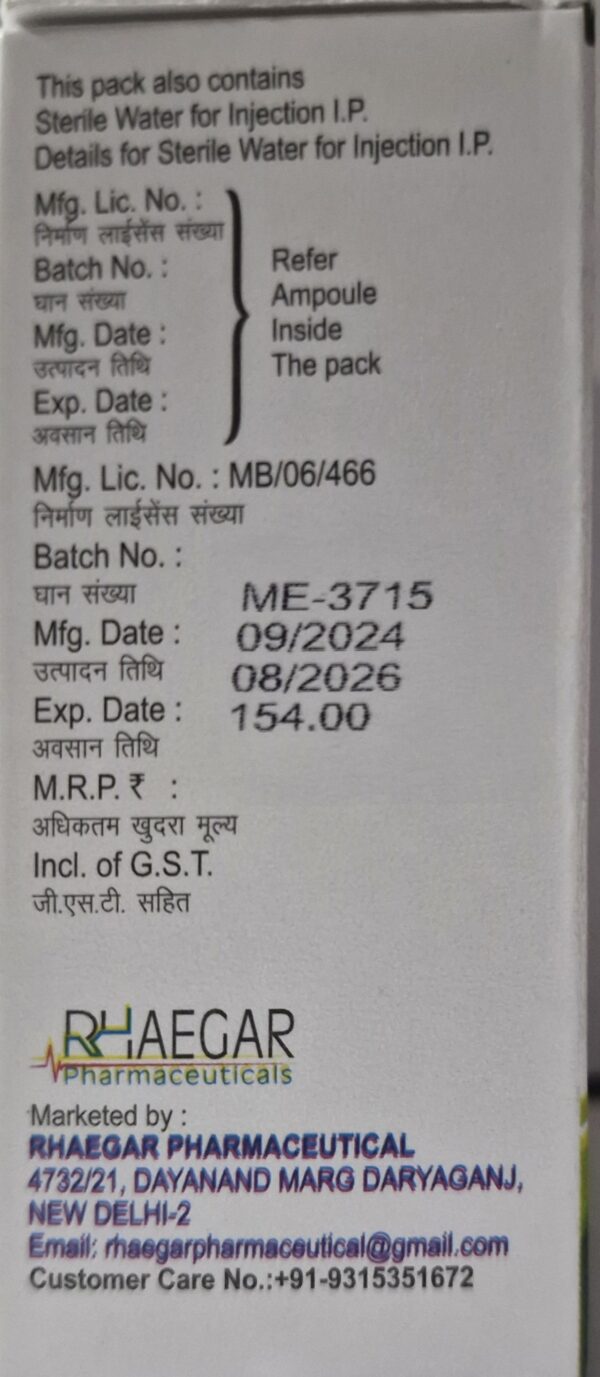 This pack also contains
Sterile Water for Injection I.P.
Details for Sterile Water for Injection I.P.
Mfg. Lic. No. :
निर्माण लाईसेंस संख्या
Batch No. :
घान संख्या
Mfg. Date :
उत्पादन तिथि
Exp. Date :
अवसान तिथि
Refer
Ampoule
Inside
The pack
Mfg. Lic. No. : MB/06/466
निर्माण लाईसेंस संख्या
Batch No. :
घान संख्या ME-3715
Mfg. Date : 09/2024
उत्पादन तिथि 08/2026
Exp. Date : 154.00
अवसान तिथि
M.R.P. ₹ :
अधिकतम खुदरा मूल्य
Incl. of G.S.T.
जी.एस.टी. सहित
RHAEGAR
Pharmaceuticals
Marketed by :
RHAEGAR PHARMACEUTICAL
4732/21, DAYANAND MARG DARYAGANJ,
NEW DELHI-2
Email: rhaegarpharmaceutical@gmail.com
Customer Care No.:+91-9315351672